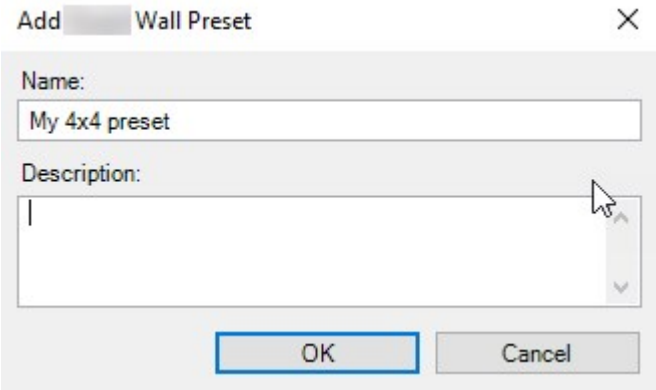 Add Wall Preset
Name:
My 4x4 preset
Description:
OK
Cancel